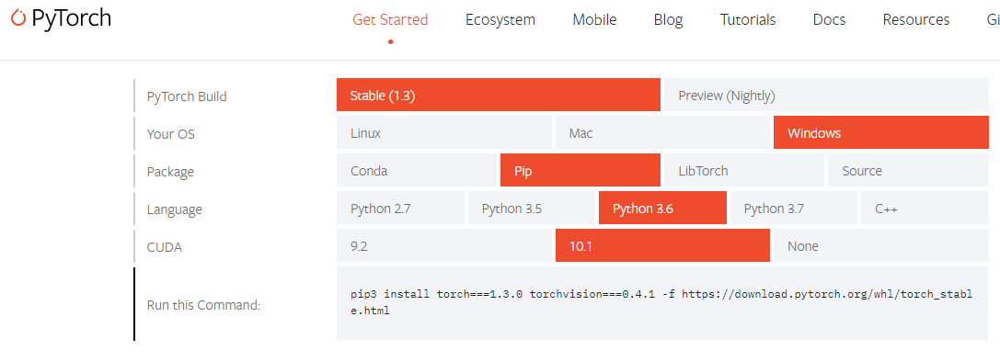 PyTorch
Get Started Ecosystem Mobile Blog Tutorials Docs Resources Gi
PyTorch Build Stable (1.3) Preview (Nightly)
Your OS Linux Mac Windows
Package Conda Pip LibTorch Source
Language Python 2.7 Python 3.5 Python 3.6 Python 3.7 C++
CUDA 9.2 10.1 None
Run this Command: pip3 install torch===1.3.0 torchvision===0.4.1 -f https://download.pytorch.org/whl/torch_stabl
e.html